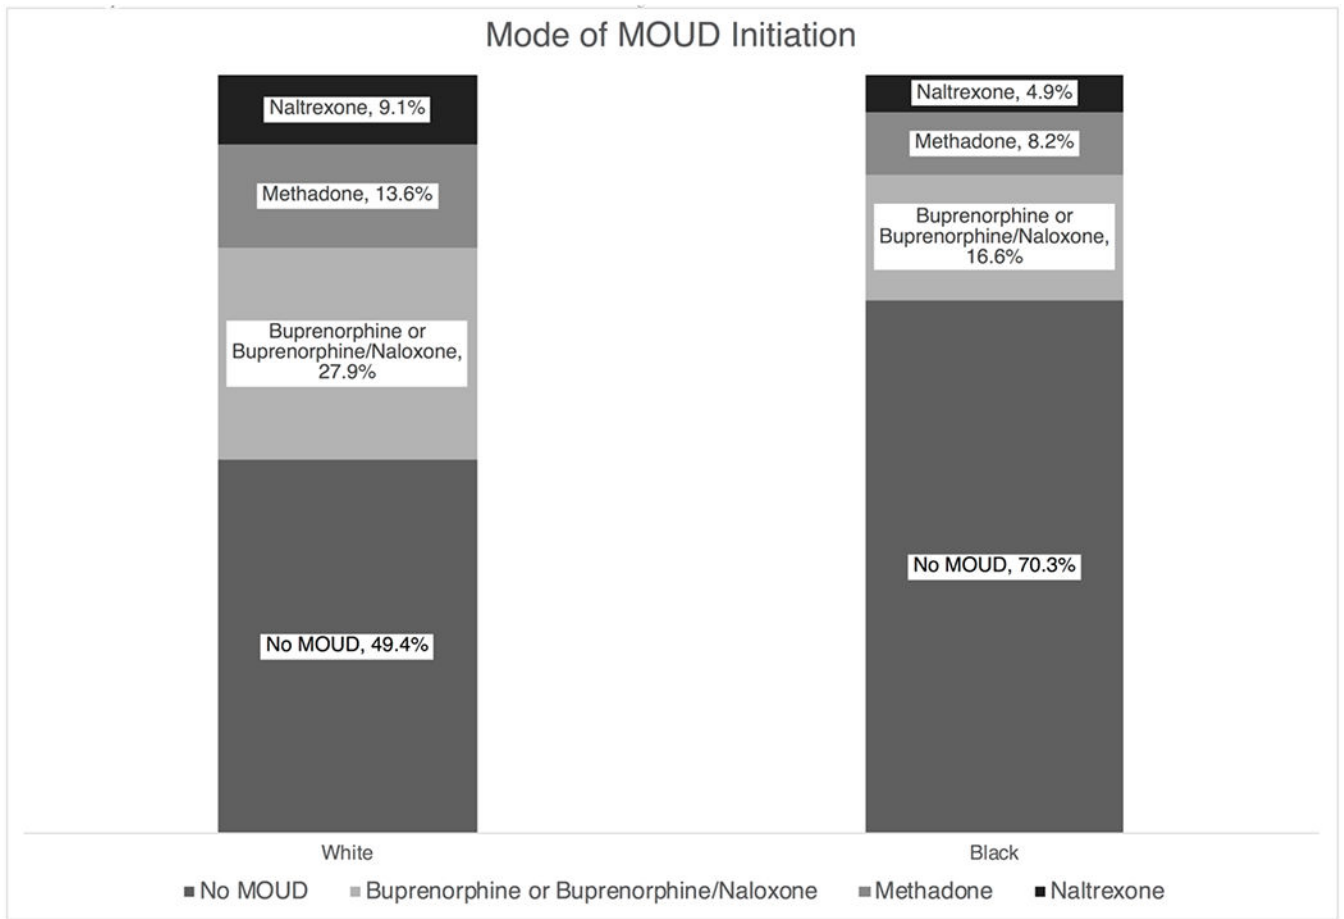 Mode of MOUD Initiation
Naltrexone, 9.1%
Methadone, 13.6%
Buprenorphine or
Buprenorphine/Naloxone,
27.9%
No MOUD, 49.4%
Naltrexone, 4.9%
Methadone, 8.2%
Buprenorphine or
Buprenorphine/Naloxone,
16.6%
No MOUD, 70.3%
White
Black
No MOUD
Buprenorphine or Buprenorphine/Naloxone
Methadone
Naltrexone